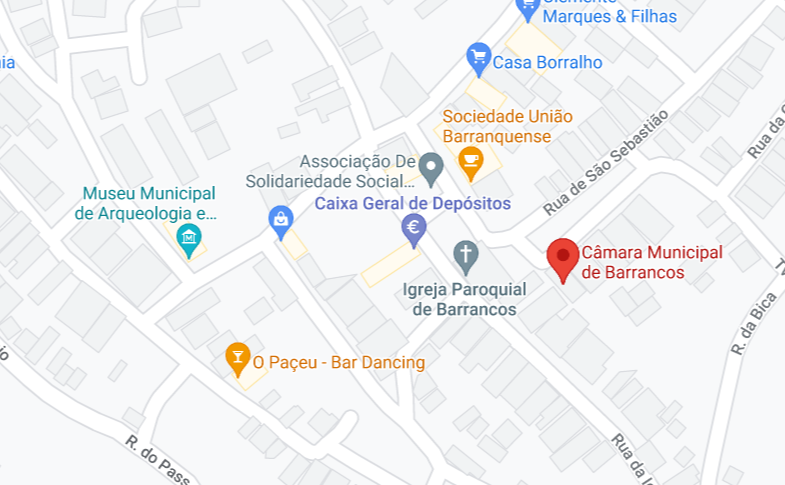 Marques & Filhas
Casa Borralho
Sociedade União
Barranquense
Associação De
Solidariedade Social...
Caixa Geral de Depósitos
Museu Municipal
de Arqueologia e...
Rua de São Sebastião
Câmara Municipal
de Barrancos
Igreja Paroquial
de Barrancos
O Paçeu - Bar Dancing
R. da Bica
R. do Pass
Rua da
Rua da